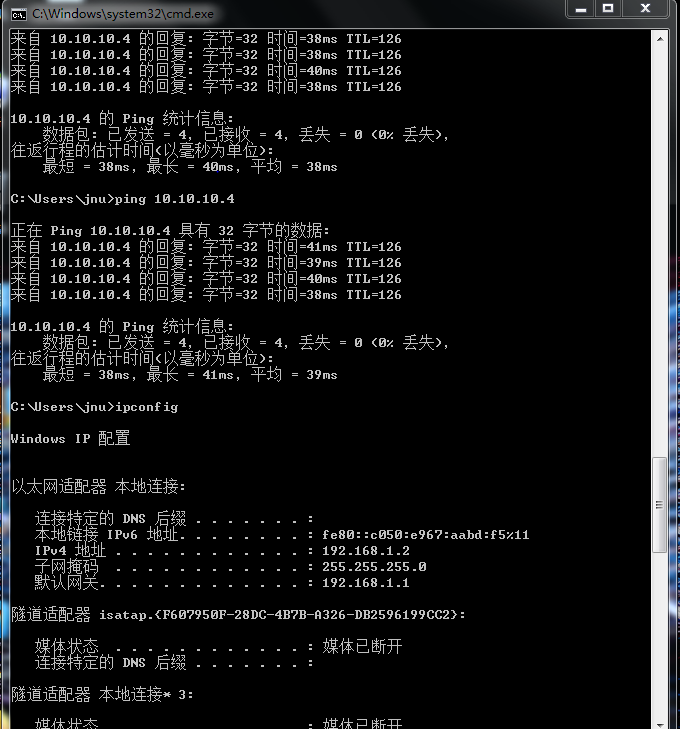 C:\Windows\system32\cmd.exe
来自 10.10.10.4 的回复: 字节=32 时间=38ms TTL=126
来自 10.10.10.4 的回复: 字节=32 时间=38ms TTL=126
来自 10.10.10.4 的回复: 字节=32 时间=40ms TTL=126
来自 10.10.10.4 的回复: 字节=32 时间=38ms TTL=126
10.10.10.4 的 Ping 统计信息:
数据包: 已发送 = 4, 已接收 = 4, 丢失 = 0 (0% 丢失),
往返行程的估计时间(以毫秒为单位):
最短 = 38ms, 最长 = 40ms, 平均 = 38ms
C:\Users\jnu>ping 10.10.10.4
正在 Ping 10.10.10.4 具有 32 字节的数据:
来自 10.10.10.4 的回复: 字节=32 时间=41ms TTL=126
来自 10.10.10.4 的回复: 字节=32 时间=39ms TTL=126
来自 10.10.10.4 的回复: 字节=32 时间=40ms TTL=126
来自 10.10.10.4 的回复: 字节=32 时间=38ms TTL=126
10.10.10.4 的 Ping 统计信息:
数据包: 已发送 = 4, 已接收 = 4, 丢失 = 0 (0% 丢失),
往返行程的估计时间(以毫秒为单位):
最短 = 38ms, 最长 = 41ms, 平均 = 39ms
C:\Users\jnu>ipconfig
Windows IP 配置
以太网适配器 本地连接:
连接特定的 DNS 后缀 . . . . . . . :
本地链接 IPv6 地址. . . . . . . . : fe80::c050:e967:aabd:f5%11
IPv4 地址 . . . . . . . . . . . . : 192.168.1.2
子网掩码 . . . . . . . . . . . . : 255.255.255.0
默认网关. . . . . . . . . . . . . : 192.168.1.1
隧道适配器 isatap.{F607950F-28DC-4B7B-A326-DB2596199CC2}:
媒体状态 . . . . . . . . . . . . : 媒体已断开
连接特定的 DNS 后缀 . . . . . . . :
隧道适配器 本地连接* 3:
媒体状态 . . . . . . . . . . . . : 媒体已断开